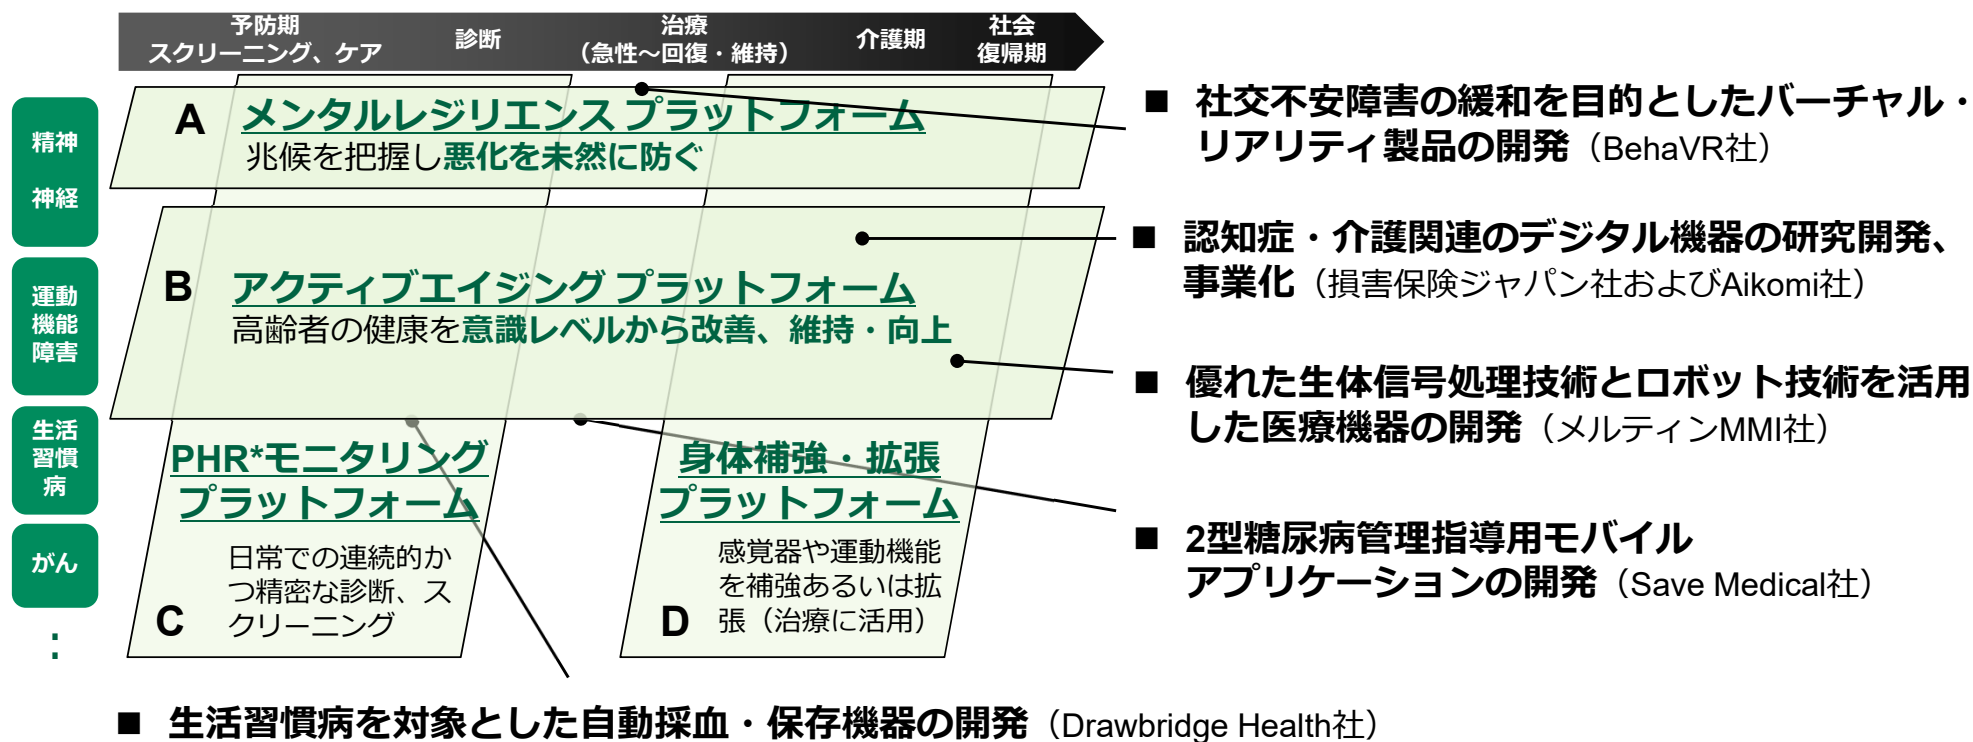 予防期
スクリーニング、ケア
診断
治療
（急性～回復・維持）
介護期
社会
復帰期
精神
神経
運動
機能
障害
生活
習慣
病
がん
：
A
メンタルレジリエンス プラットフォーム
兆候を把握し悪化を未然に防ぐ
B
アクティブエイジング プラットフォーム
高齢者の健康を意識レベルから改善、維持・向上
PHR*モニタリング
プラットフォーム
日常での連続的か
つ精密な診断、ス
クリーニング
C
身体補強・拡張
プラットフォーム
感覚器や運動機能
を補強あるいは拡
張（治療に活用）
D
■ 社交不安障害の緩和を目的としたバーチャル・
リアリティ製品の開発（BehaVR社）
■ 認知症・介護関連のデジタル機器の研究開発、
事業化（損害保険ジャパン社およびAikomi社）
■ 優れた生体信号処理技術とロボット技術を活用
した医療機器の開発（メルティンMMI社）
■ 2型糖尿病管理指導用モバイル
アプリケーションの開発（Save Medical社）
■ 生活習慣病を対象とした自動採血・保存機器の開発（Drawbridge Health社）